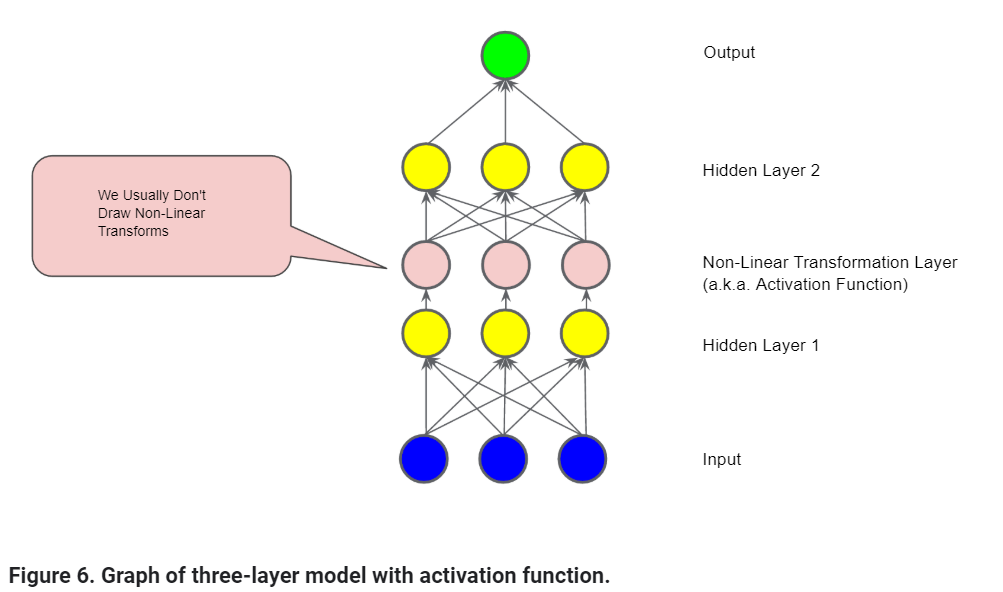 Output
Hidden Layer 2
We Usually Don't
Draw Non-Linear
Transforms
Non-Linear Transformation Layer
(a.k.a. Activation Function)
Hidden Layer 1
Input
Figure 6. Graph of three-layer model with activation function.